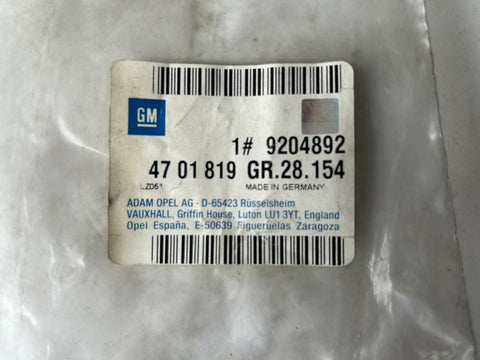 GM
1# 9204892
47 01 819 GR.28.154
LZ051 MADE IN GERMANY
ADAM OPEL AG - D-65423 Rüsselsheim
VAUXHALL, Griffin House, Luton LU1 3YT, England
Opel España, E-50639 Figueruelas Zaragoza